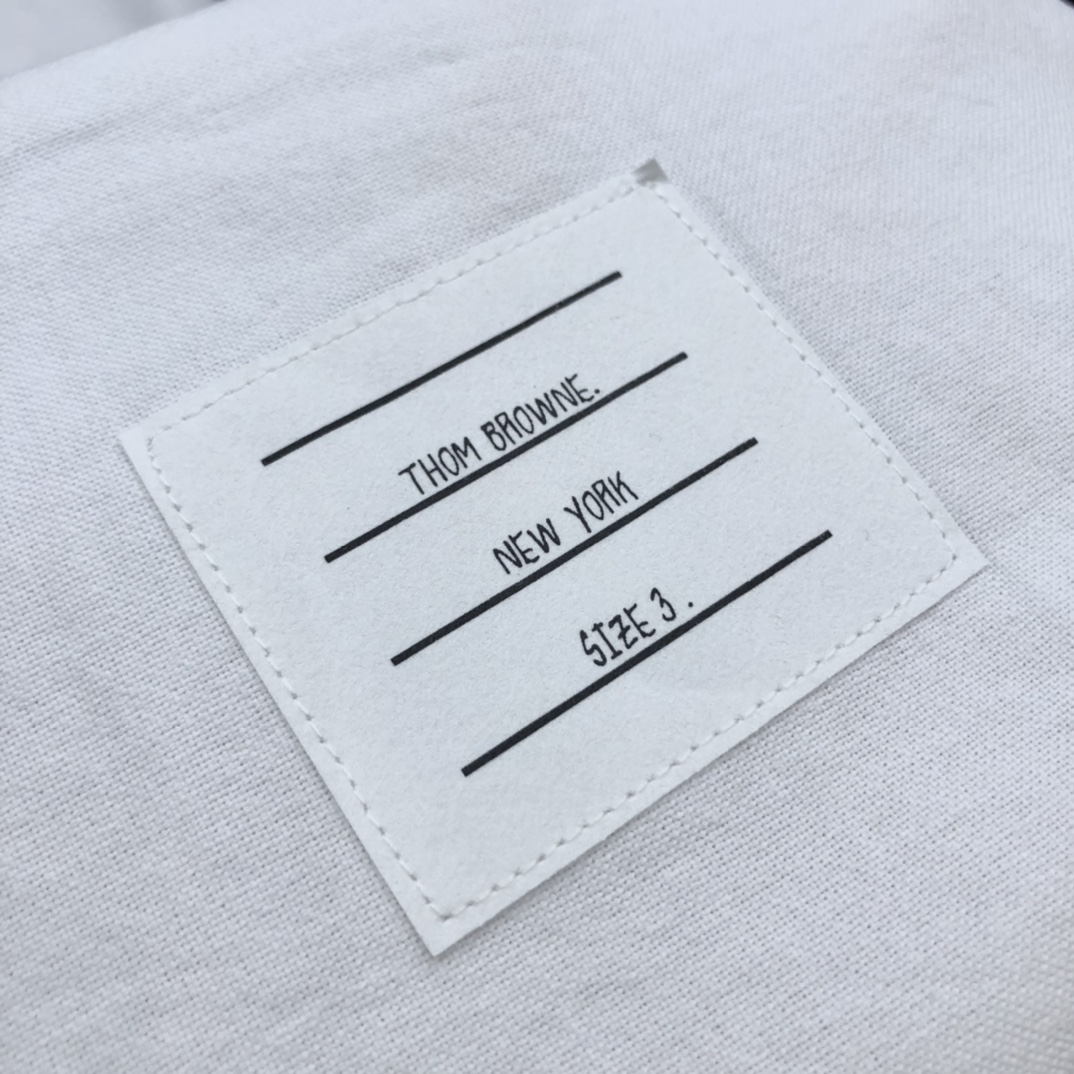 THOM BROWNE.
NEW YORK
SIZE 3 .